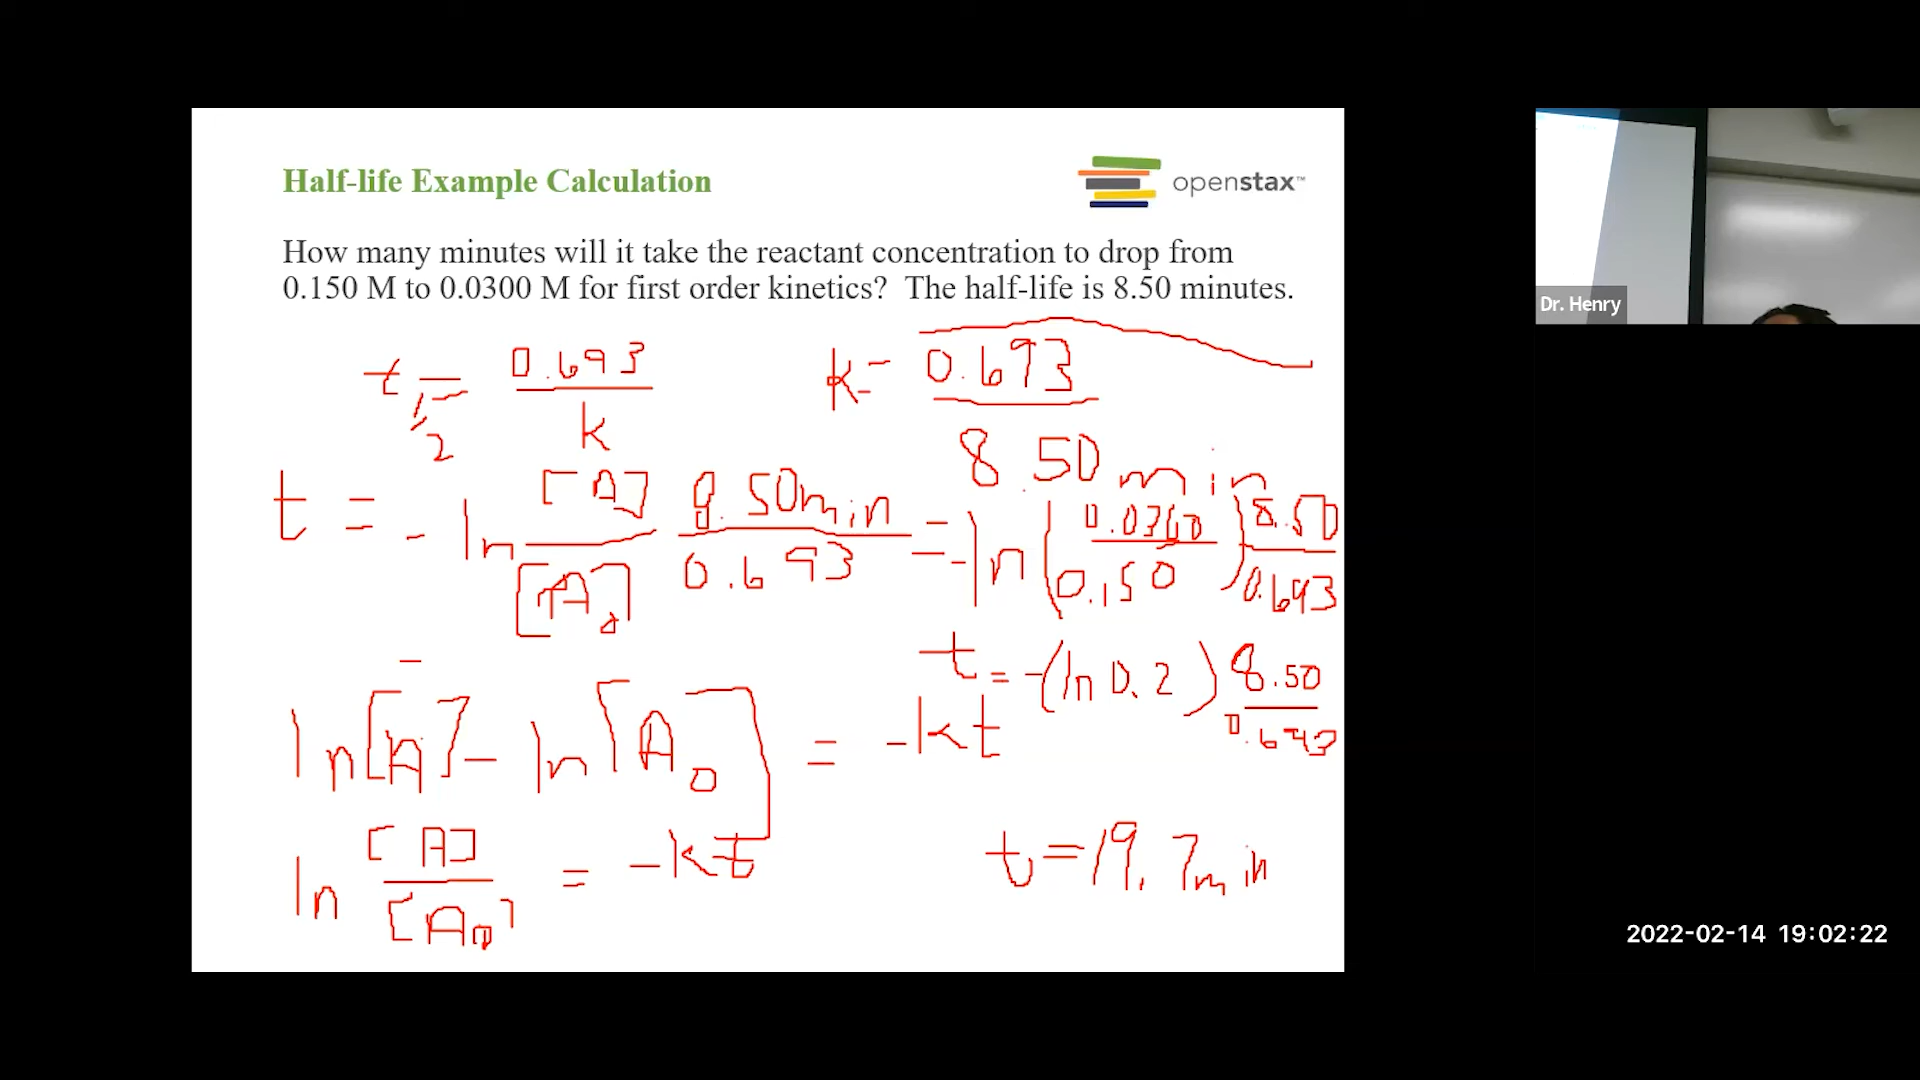 Half-life Example Calculation
openstax™
How many minutes will it take the reactant concentration to drop from
0.150 M to 0.0300 M for first order kinetics?  The half-life is 8.50 minutes.
t 1/2 = 0.693 / k
k = 0.693 / 8.50 min
t = - ln [A] / [A0] 8.50 min / 0.693 = - ln ( 0.0300 / 0.150 ) 8.50 / 0.693
t = - (ln 0.2) 8.50 / 0.693
ln [A] - ln [A0] = -kt
ln [A] / [A0] = -kt
t = 19.7 min
Dr. Henry
2022-02-14 19:02:22